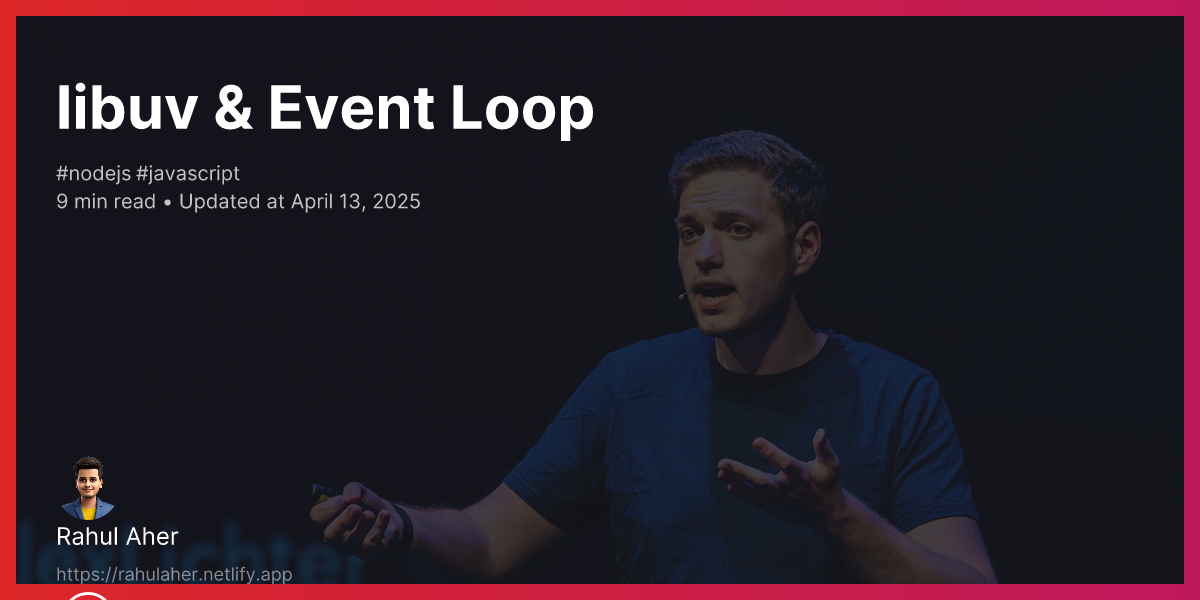 libuv & Event Loop
#nodejs #javascript
9 min read • Updated at April 13, 2025
Rahul Aher
https://rahulaher.netlify.app